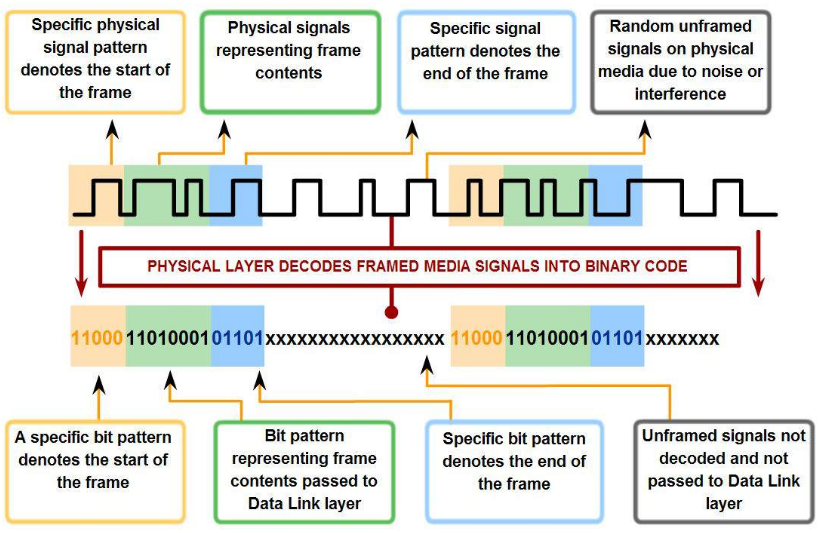 Specific physical
signal pattern
denotes the start of
the frame
Physical signals
representing frame
contents
Specific signal
pattern denotes the
end of the frame
Random unframed
signals on physical
media due to noise or
interference
PHYSICAL LAYER DECODES FRAMED MEDIA SIGNALS INTO BINARY CODE
11000 11010001 01101 xxxxxxxxxxxxxxxxx 11000 11010001 01101 xxxxxxx
A specific bit pattern
denotes the start of
the frame
Bit pattern
representing frame
contents passed to
Data Link layer
Specific bit pattern
denotes the end of
the frame
Unframed signals not
decoded and not
passed to Data Link
layer